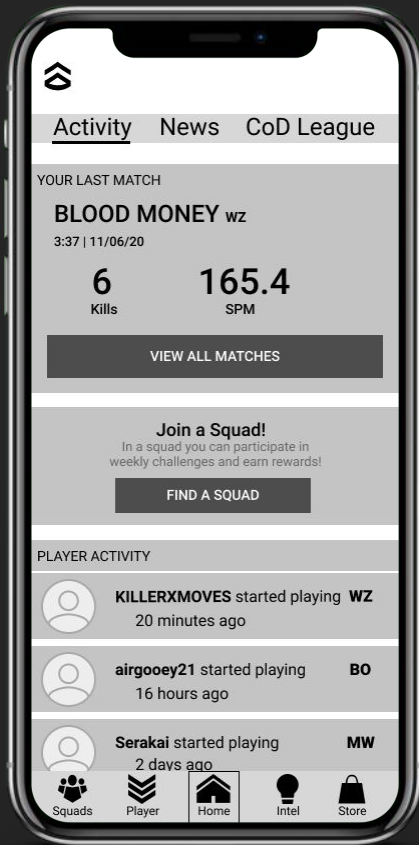 Activity News CoD League
YOUR LAST MATCH
BLOOD MONEY WZ
3:37 | 11/06/20
6 165.4
Kills SPM
VIEW ALL MATCHES
Join a Squad!
In a squad you can participate in
weekly challenges and earn rewards!
FIND A SQUAD
PLAYER ACTIVITY
KILLERXMOVES started playing WZ
20 minutes ago
airgooey21 started playing BO
16 hours ago
Serakai started playing MW
2 days ago
Squads Player Home Intel Store